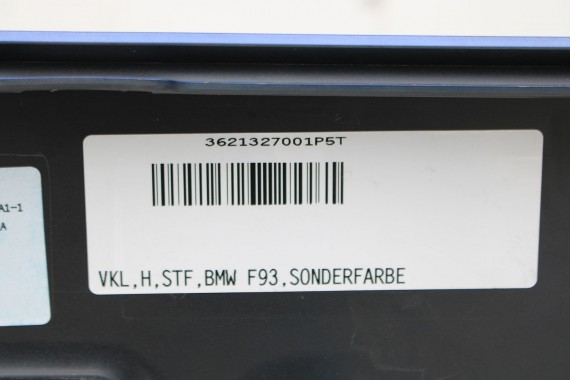 3621327001P5T
VKL,H,STF,BMW F93,SONDERFARBE
A1-1
A